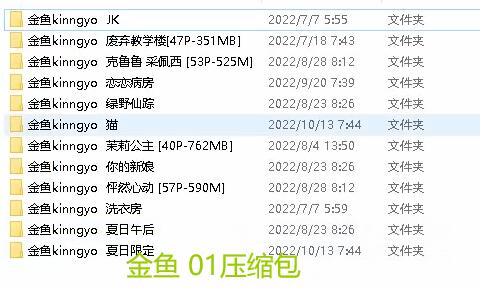 金鱼kinngyo JK 2022/7/7 5:55 文件夹
金鱼kinngyo 废弃教学楼[47P-351MB] 2022/7/18 7:43 文件夹
金鱼kinngyo 克鲁鲁 采佩西 [53P-525M] 2022/8/28 8:12 文件夹
金鱼kinngyo 恋恋病房 2022/9/20 7:39 文件夹
金鱼kinngyo 绿野仙踪 2022/8/23 8:26 文件夹
金鱼kinngyo 猫 2022/10/13 7:44 文件夹
金鱼kinngyo 茉莉公主 [40P-762MB] 2022/8/4 13:50 文件夹
金鱼kinngyo 你的新娘 2022/8/23 8:26 文件夹
金鱼kinngyo 怦然心动 [57P-590M] 2022/8/28 8:12 文件夹
金鱼kinngyo 洗衣房 2022/7/7 5:59 文件夹
金鱼kinngyo 夏日午后 2022/8/23 8:26 文件夹
金鱼kinngyo 夏日限定 2022/10/13 7:44 文件夹
金鱼 01压缩包